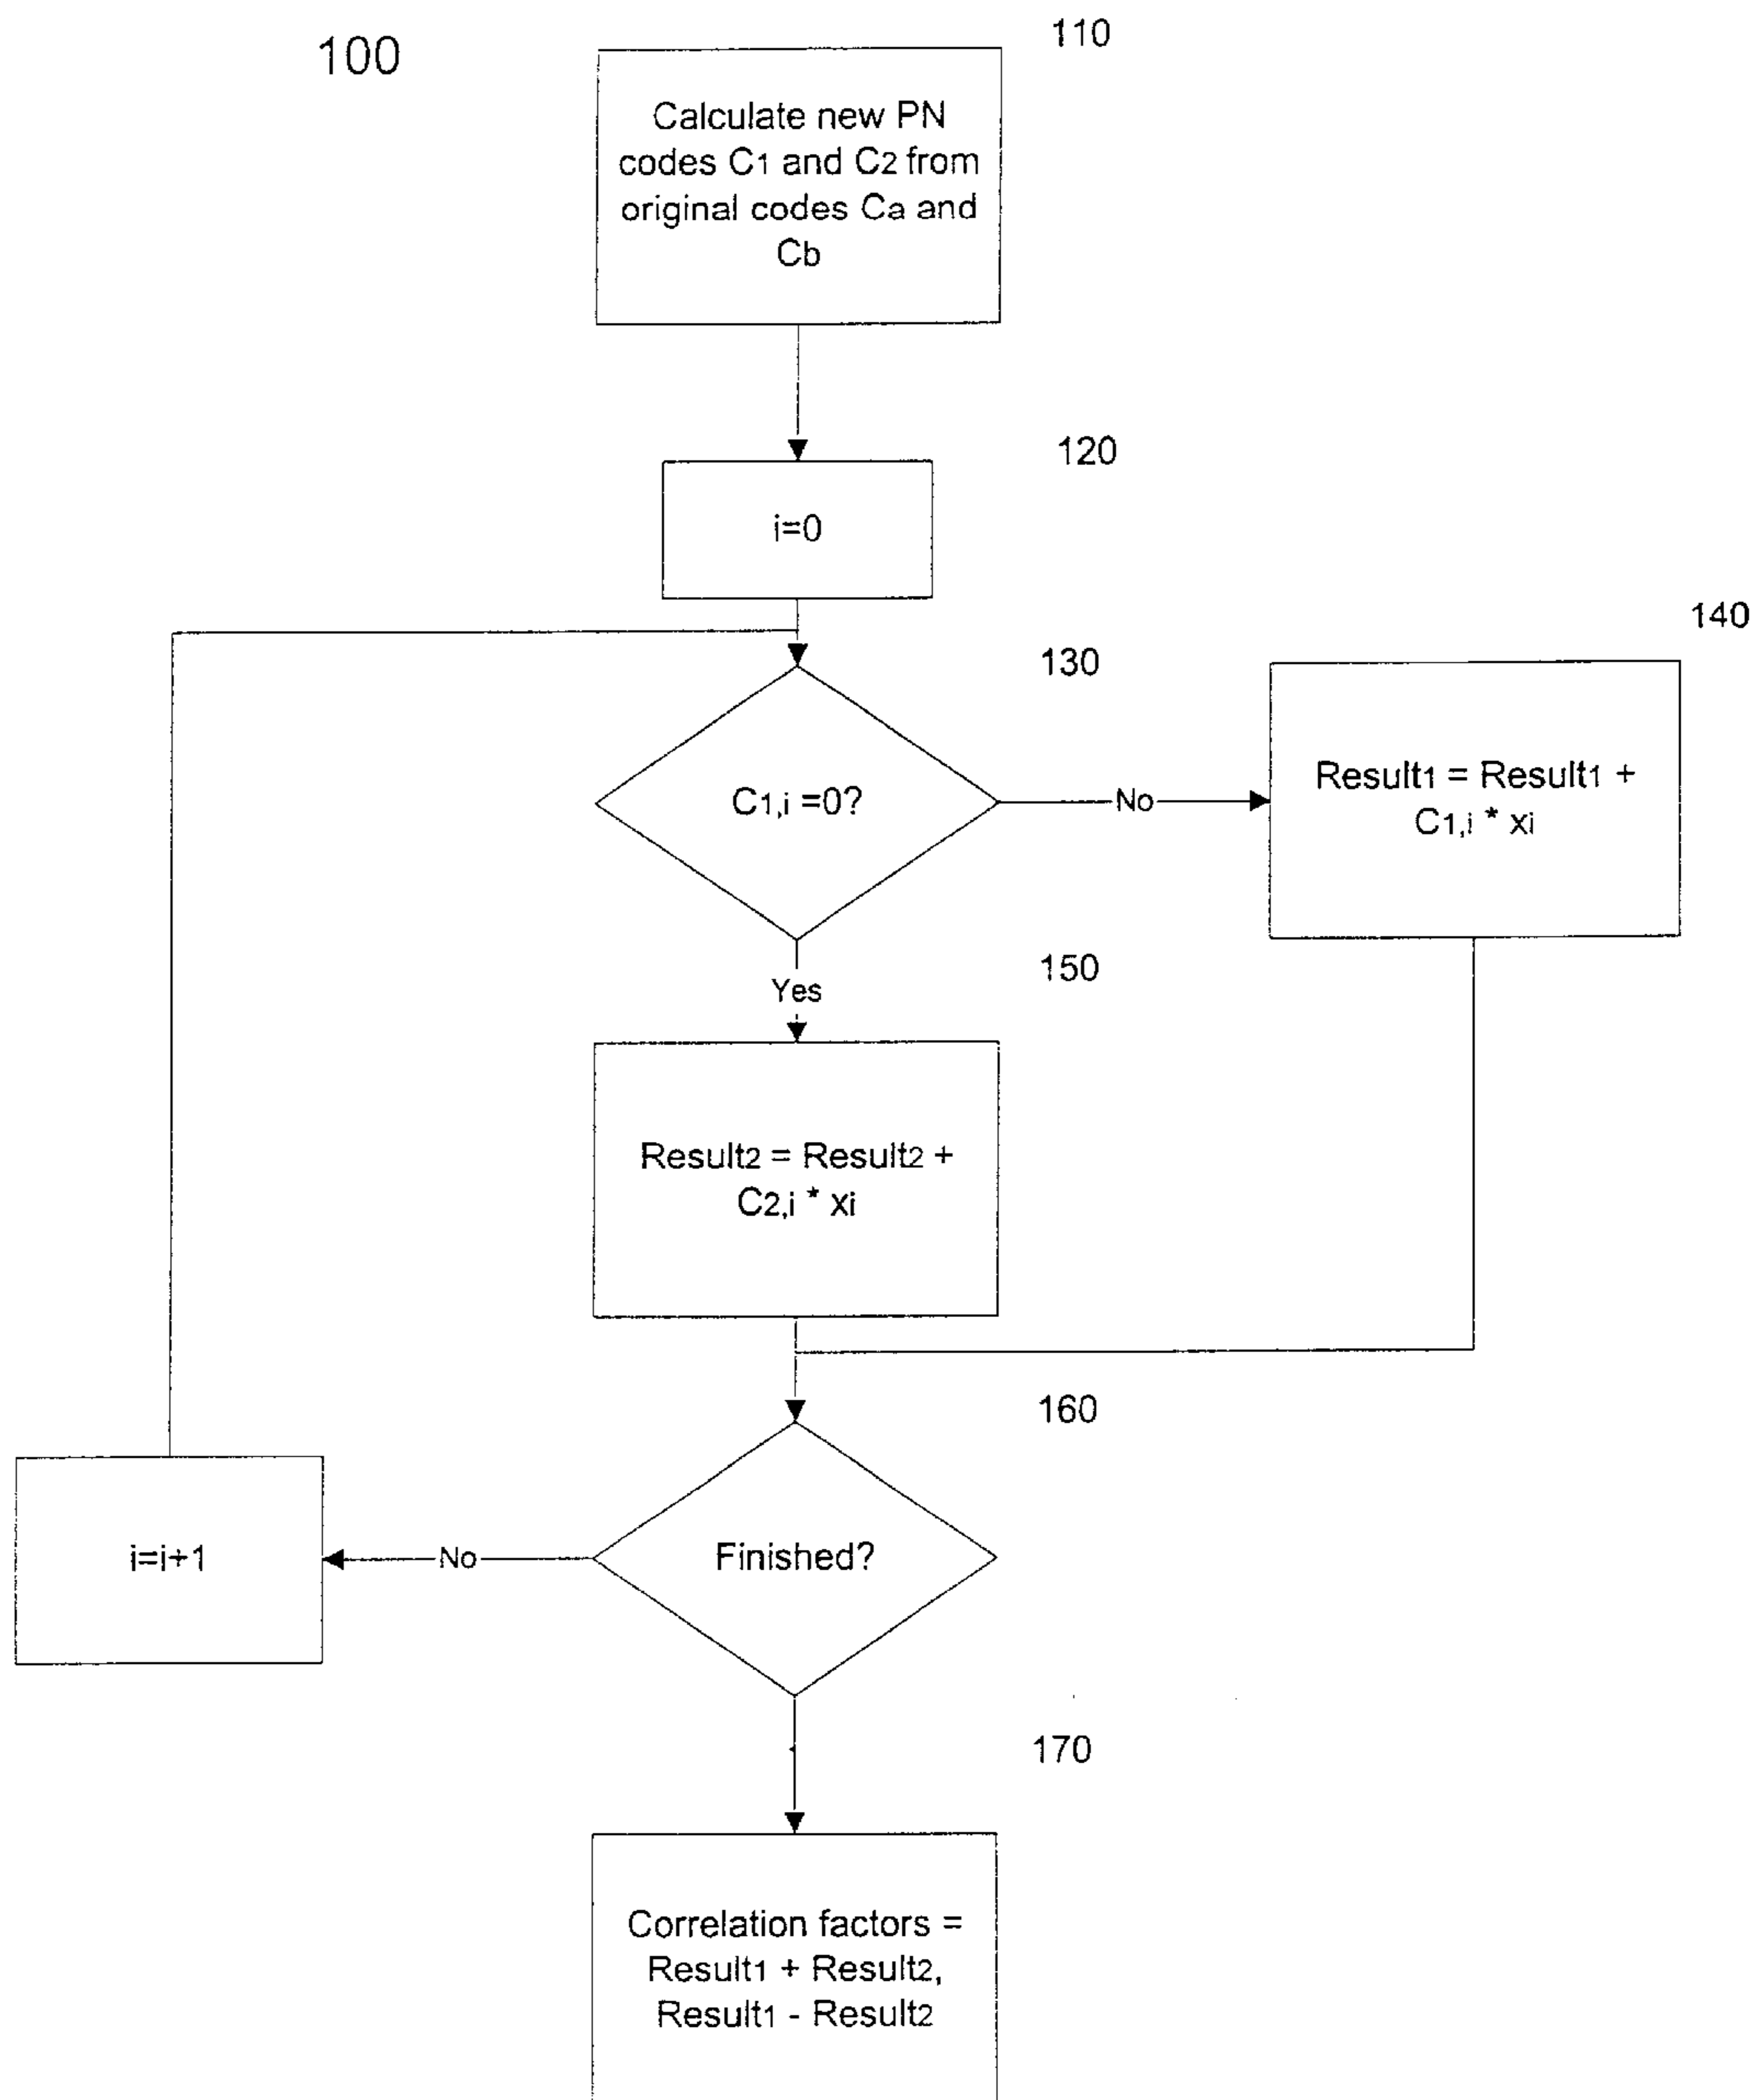 100
110
Calculate new PN
codes C1 and C2 from
original codes Ca and
Cb
120
i=0
130
C1,i =0?
No
140
Result1 = Result1 +
C1,i * xi
150
Yes
Result2 = Result2 +
C2,i * xi
160
Finished?
No
i=i+1
170
Correlation factors =
Result1 + Result2,
Result1 - Result2